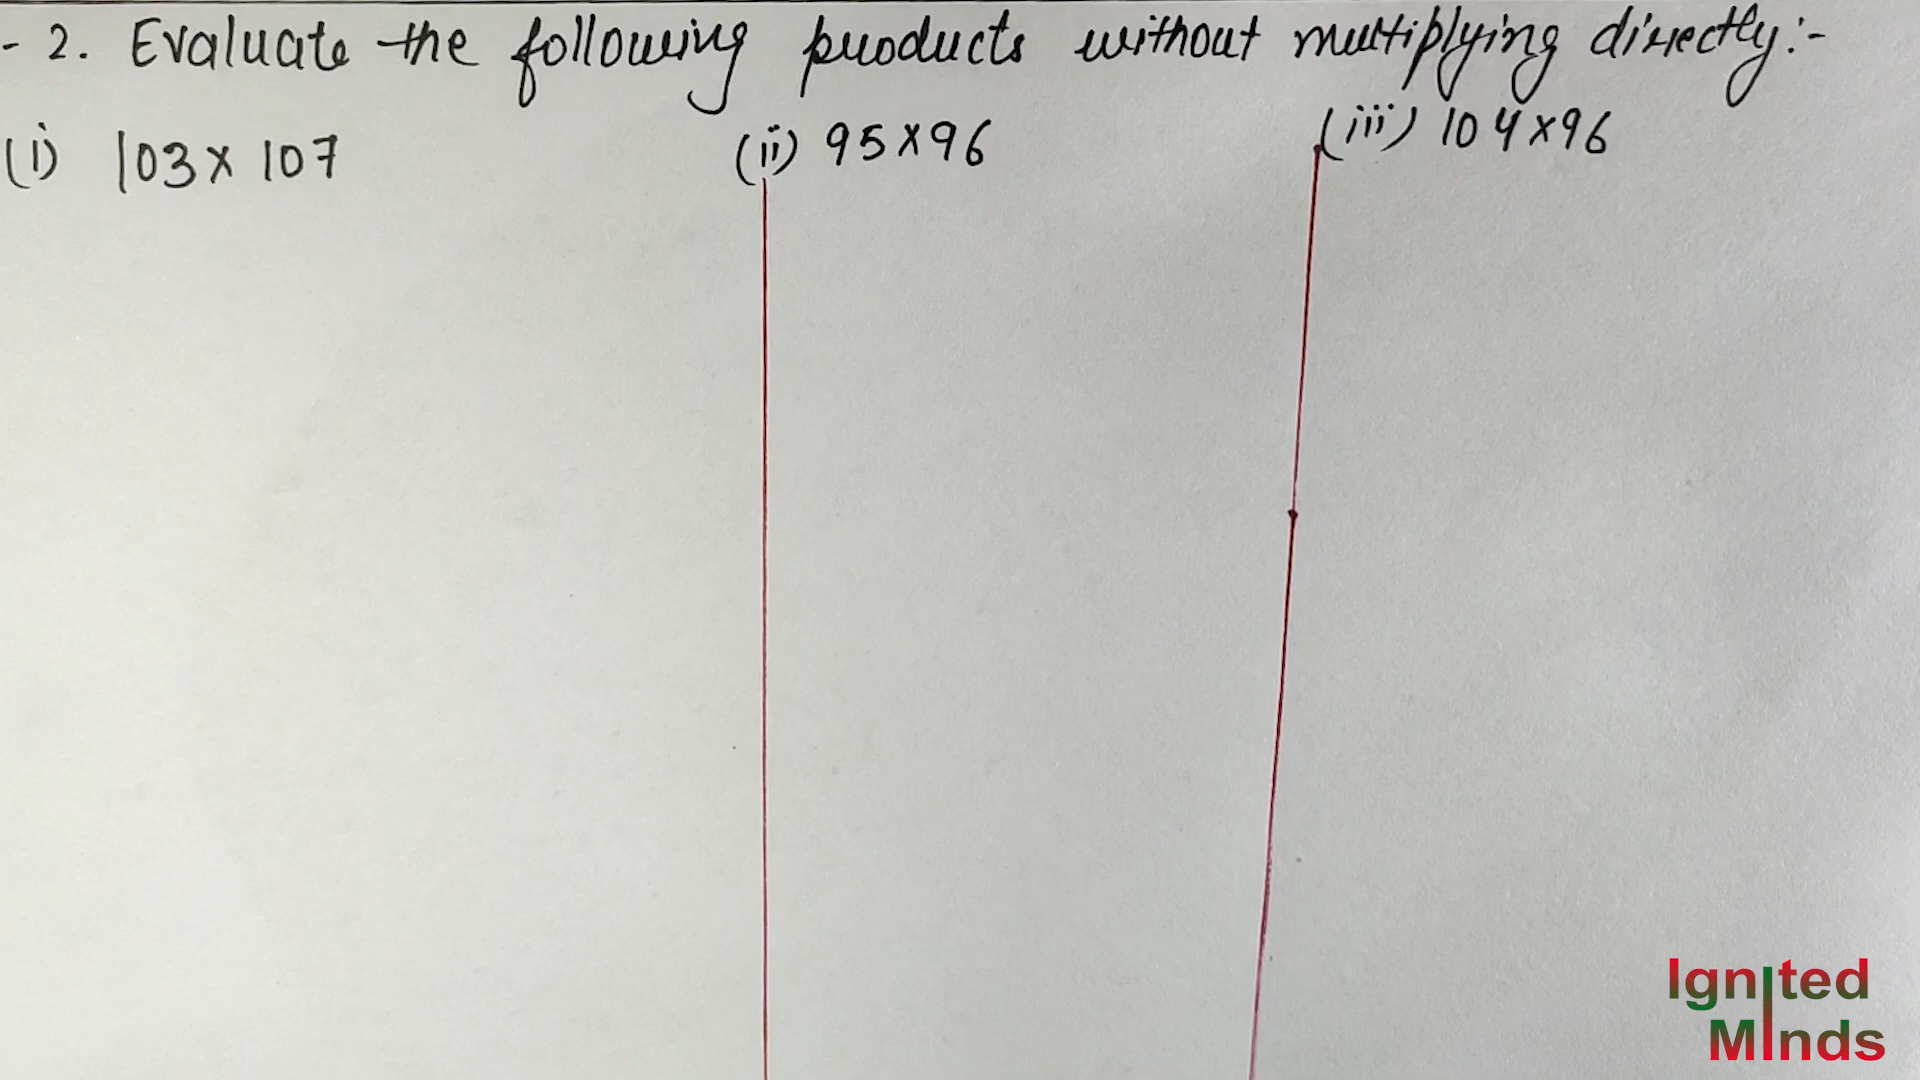 - 2. Evaluate the following products without multiplying directly:-
(i) 103 x 107 (ii) 95 x 96 (iii) 104 x 96
Ignited
Minds